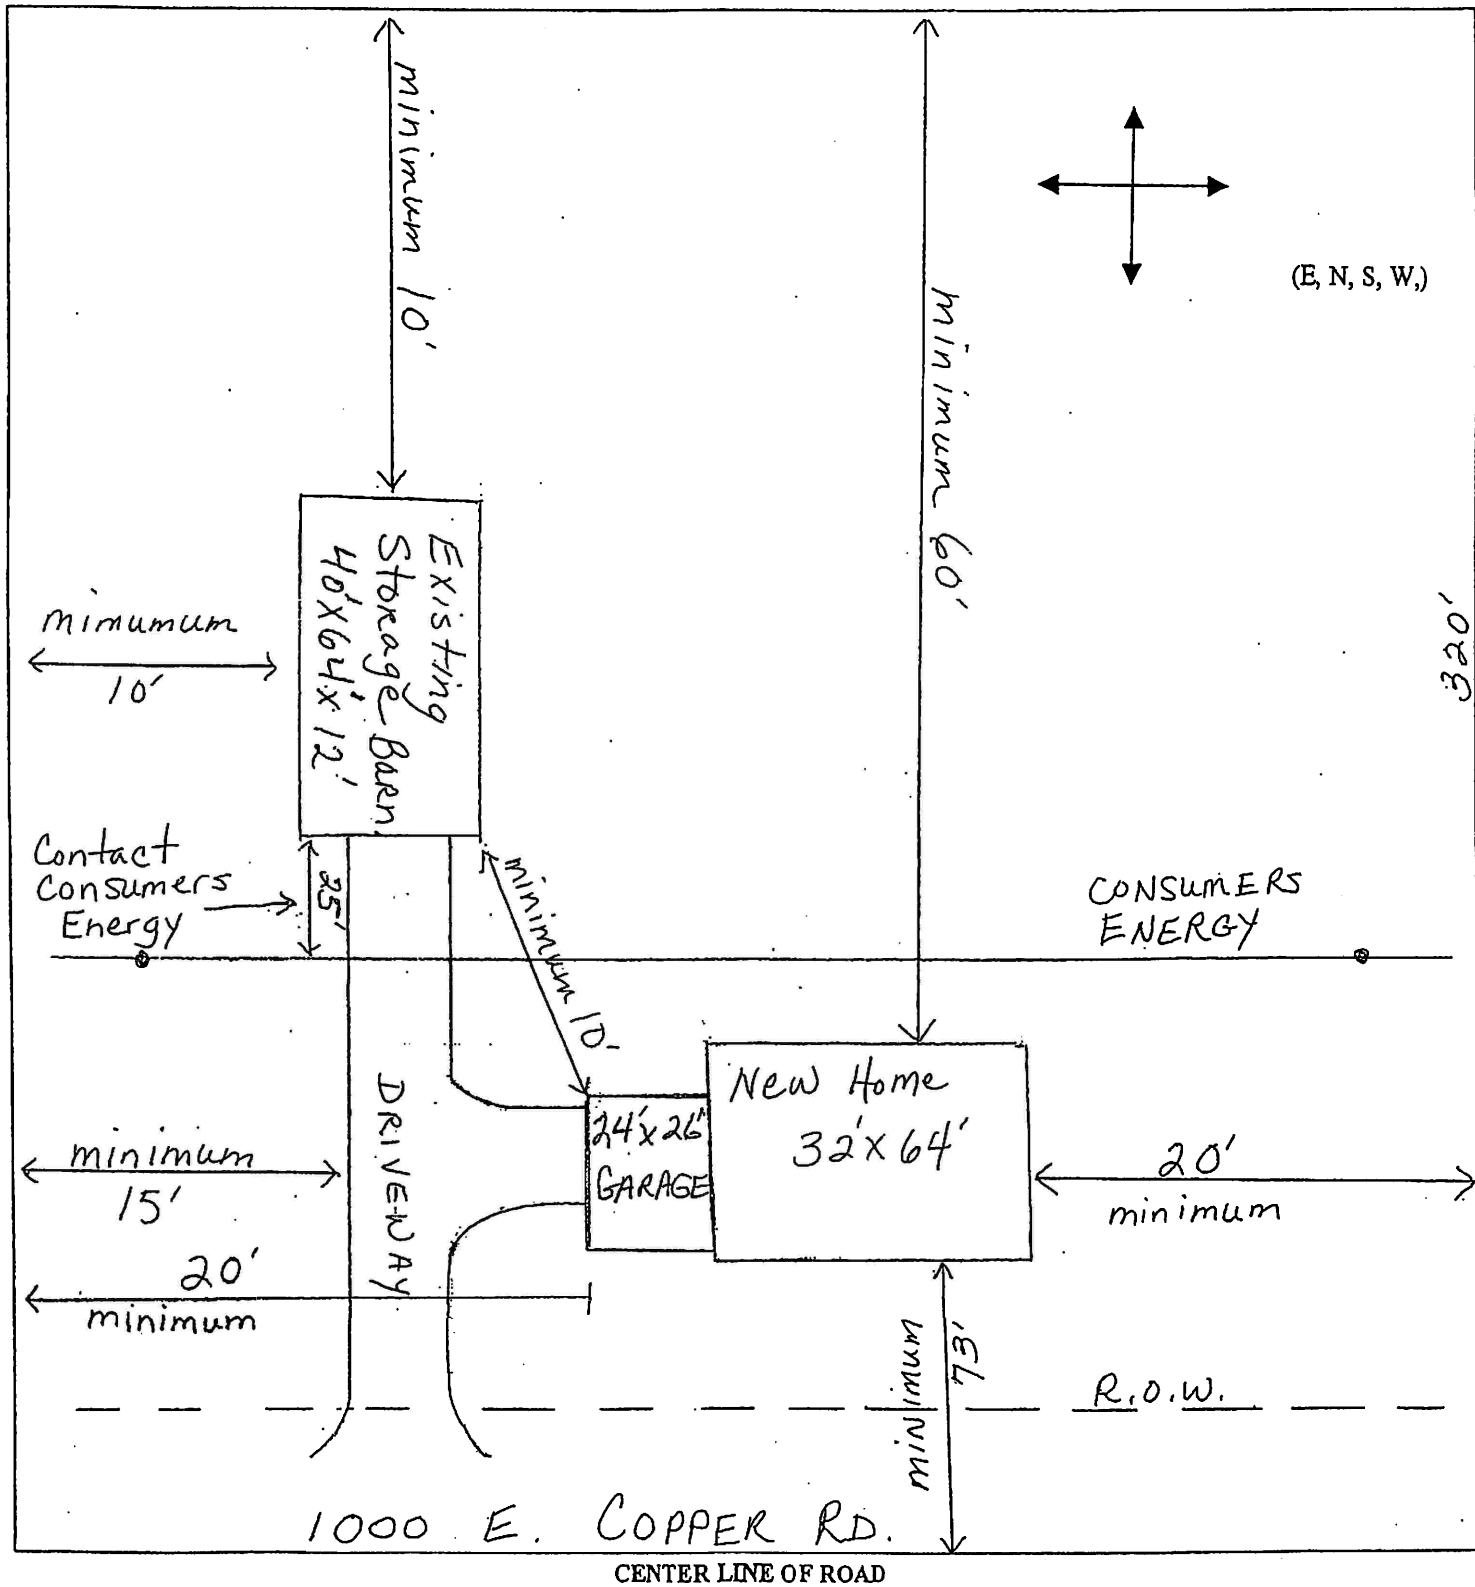 minimum 10'
minimum 60'
(E, N, S, W,)
320'
Existing
Storage Barn
40'x64'x12'
mimumum
10'
Contact
Consumers
Energy
25'
minimum 10'
CONSUMERS
ENERGY
DRIVEWAY
24'x26'
GARAGE
New Home
32'x64'
minimum
15'
20'
minimum
20'
minimum
minimum
73'
R.O.W.
1000 E. COPPER RD.
CENTER LINE OF ROAD